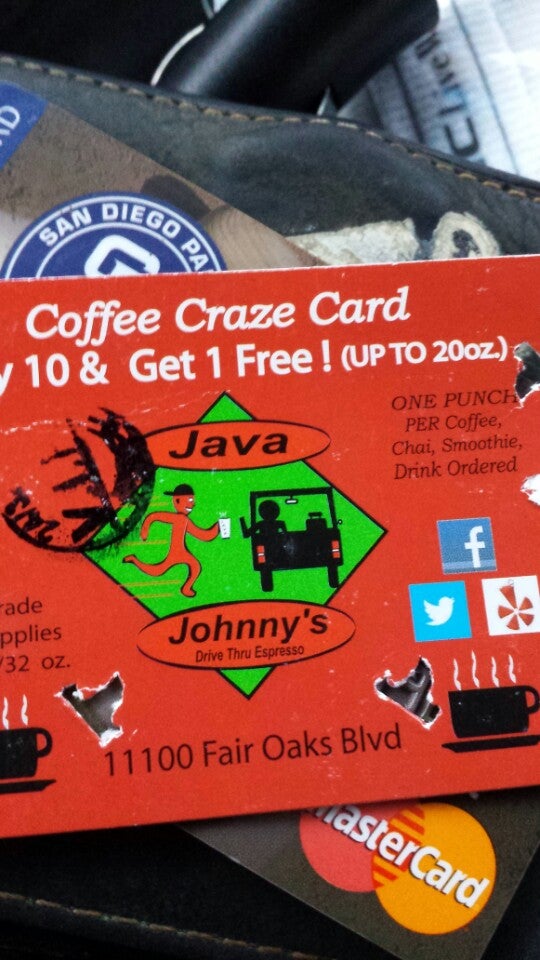 SAN DIEGO PA
Coffee Craze Card
y 10 & Get 1 Free! (UP TO 20oz.)
ONE PUNCH
PER Coffee,
Chai, Smoothie,
Drink Ordered
Java
f
rade
pplies
/32 oz.
Johnny's
Drive Thru Espresso
11100 Fair Oaks Blvd
MasterCard